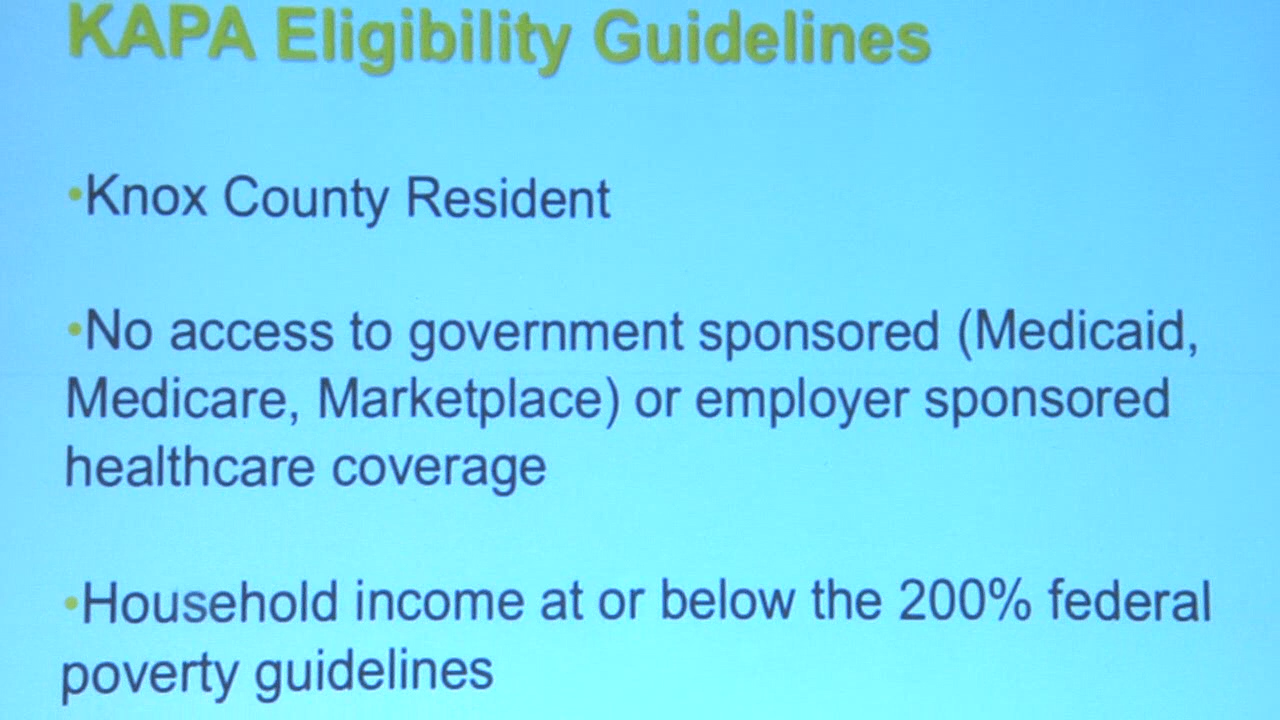 KAPA Eligibility Guidelines
•Knox County Resident
•No access to government sponsored (Medicaid,
Medicare, Marketplace) or employer sponsored
healthcare coverage
•Household income at or below the 200% federal
poverty guidelines